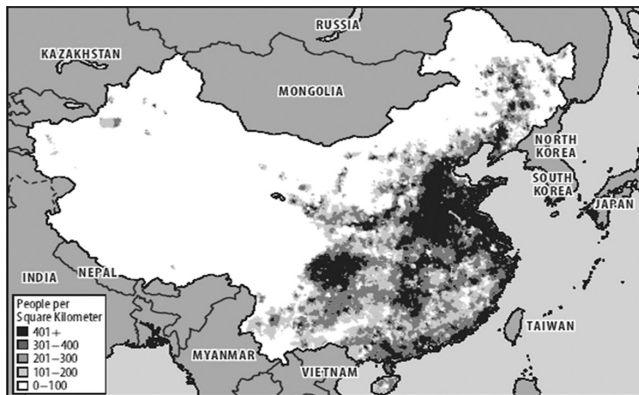 RUSSIA
KAZAKHSTAN
MONGOLIA
NORTH
KOREA
SOUTH
KOREA
JAPAN
INDIA
NEPAL
People per
Square Kilometer
401+
301–400
201–300
101–200
0–100
MYANMAR
VIETNAM
TAIWAN